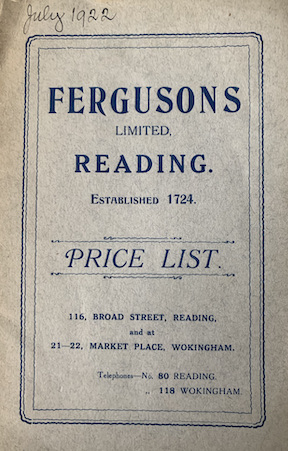 July 1922
FERGUSONS
LIMITED,
READING.
ESTABLISHED 1724.
PRICE LIST.
116, BROAD STREET, READING,
and at
21—22, MARKET PLACE, WOKINGHAM.
Telephones—No. 80 READING.
„ 118 WOKINGHAM.